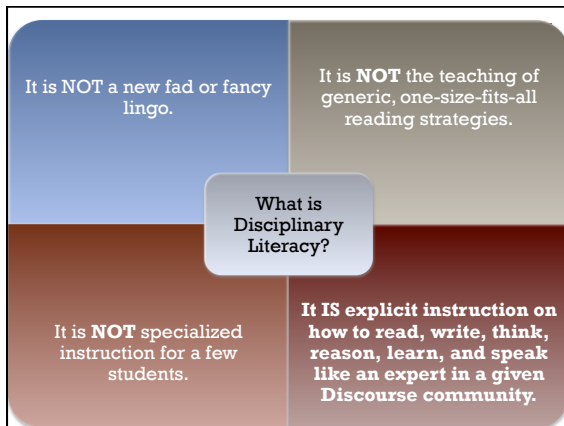 It is NOT a new fad or fancy
lingo.
It is NOT the teaching of
generic, one-size-fits-all
reading strategies.
What is
Disciplinary
Literacy?
It is NOT specialized
instruction for a few
students.
It IS explicit instruction on
how to read, write, think,
reason, learn, and speak
like an expert in a given
Discourse community.